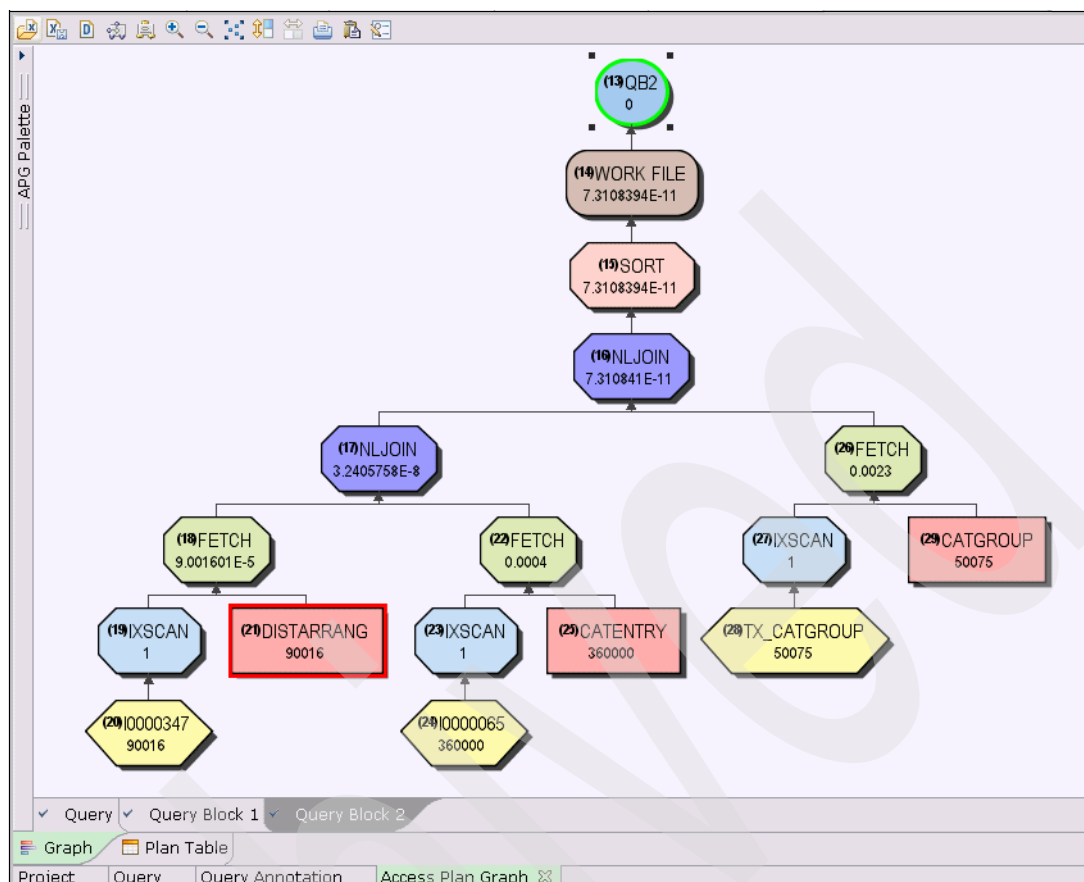 APG Palette
(13)QB2
0
(14)WORK FILE
7.3108394E-11
(15)SORT
7.3108394E-11
(16)NLJOIN
7.310841E-11
(17)NLJOIN
3.2405758E-8
(26)FETCH
0.0023
(18)FETCH
9.001601E-5
(22)FETCH
0.0004
(27)IXSCAN
1
(29)CATGROUP
50075
(19)IXSCAN
1
(21)DISTARRANG
90016
(23)IXSCAN
1
(25)CATENTRY
360000
(28)TX_CATGROUP
50075
(20)I0000347
90016
(24)I0000065
360000
Query Query Block 1 Query Block 2
Graph Plan Table
Project Query Query Annotation Access Plan Graph